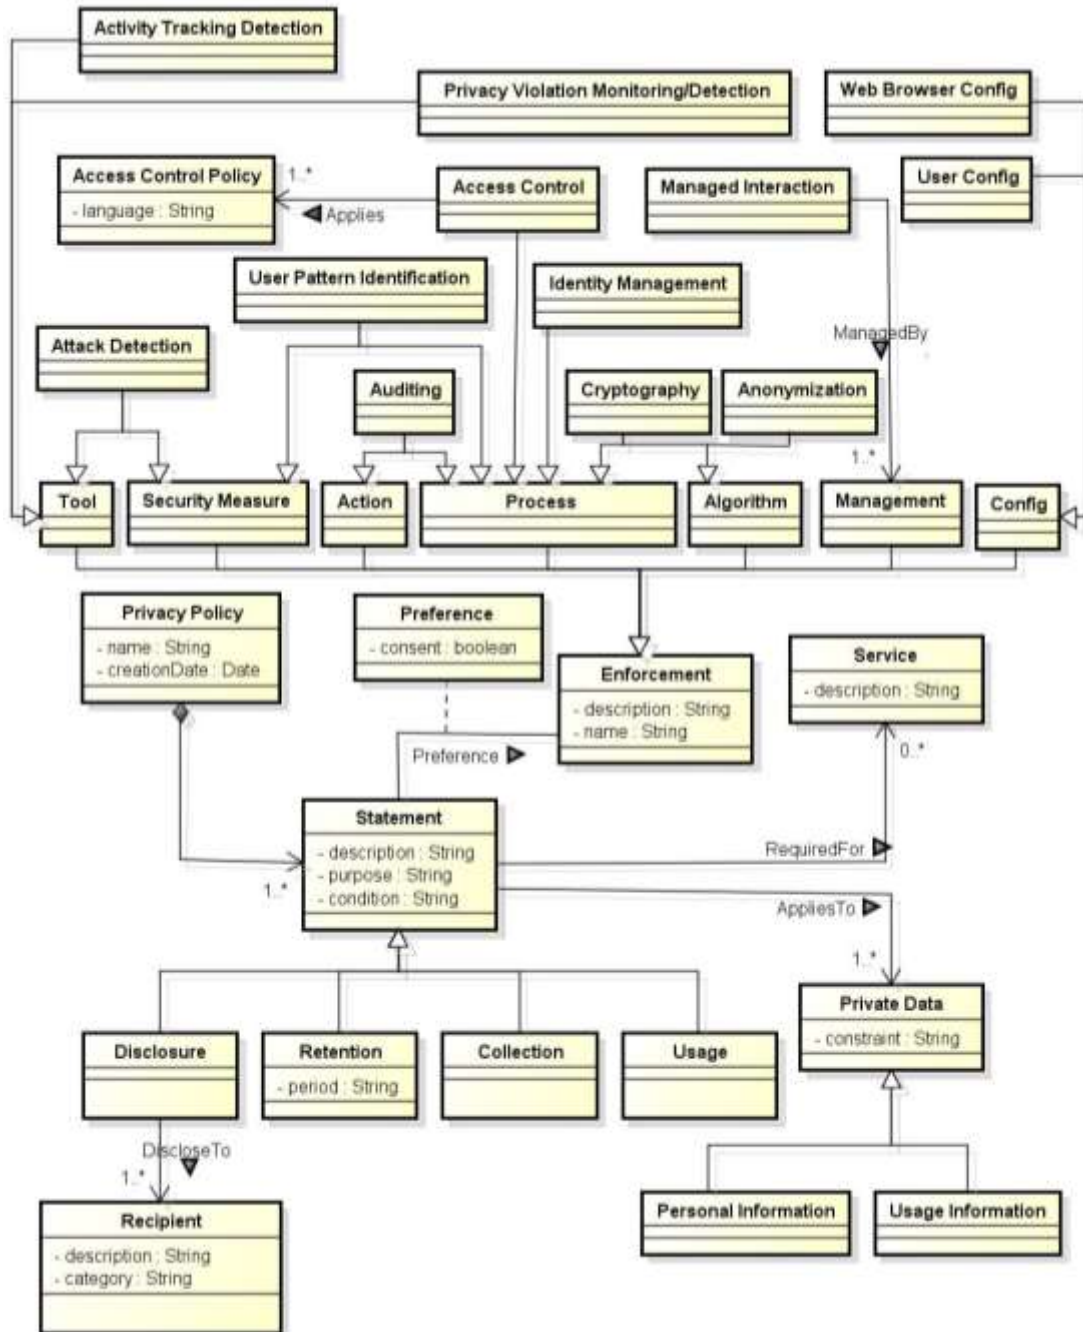 Activity Tracking Detection
Privacy Violation Monitoring/Detection
Web Browser Config
Access Control Policy
- language : String
1..*
Applies
Access Control
Managed Interaction
User Config
User Pattern Identification
Identity Management
ManagedBy
Attack Detection
Auditing
Cryptography
Anonymization
1..*
Tool
Security Measure
Action
Process
Algorithm
Management
Config
Privacy Policy
- name : String
- creationDate : Date
Preference
- consent : boolean
Enforcement
- description : String
- name : String
Service
- description : String
Preference
0..*
Statement
- description : String
- purpose : String
- condition : String
1..*
RequiredFor
AppliesTo
1..*
Private Data
- constraint : String
Disclosure
Retention
- period : String
Collection
Usage
DiscloseTo
1..*
Recipient
- description : String
- category : String
Personal Information
Usage Information